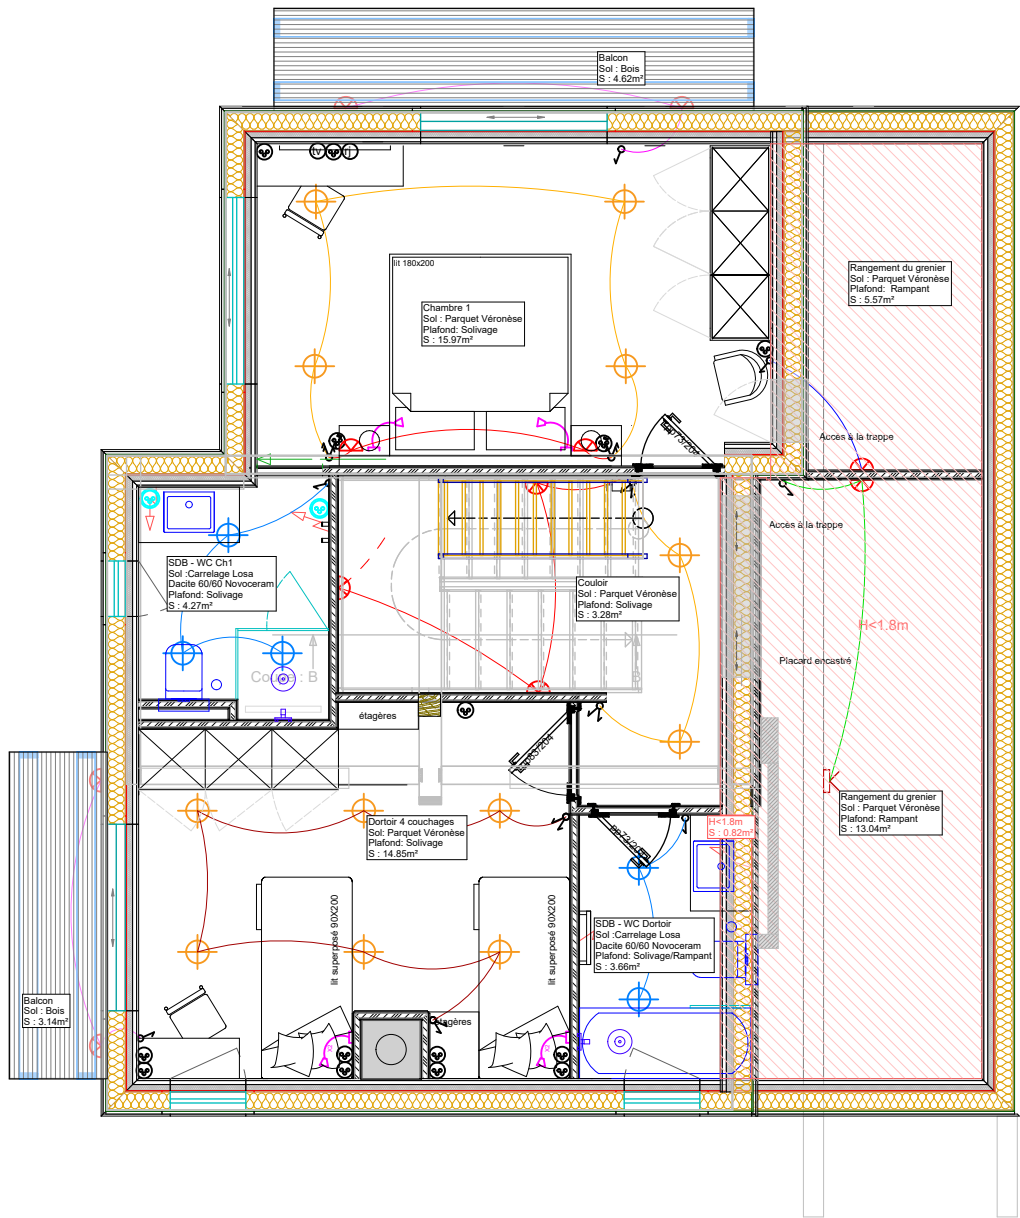 Balcon
Sol : Bois
S : 4.62m²
tv
rj
lit 180x200
Chambre 1
Sol : Parquet Véronèse
Plafond: Solivage
S : 15.97m²
Rangement du grenier
Sol : Parquet Véronèse
Plafond: Rampant
S : 5.57m²
Accès à la trappe
Accès à la trappe
SDB - WC Ch1
Sol :Carrelage Losa
Dacite 60/60 Novoceram
Plafond: Solivage
S : 4.27m²
Couloir
Sol : Parquet Véronèse
Plafond: Solivage
S : 3.28m²
H<1.8m
Placard encastré
B
étagères
Rangement du grenier
Sol : Parquet Véronèse
Plafond: Rampant
S : 13.04m²
H<1.8m
S : 0.82m²
Dortoir 4 couchages
Sol: Parquet Véronèse
Plafond: Solivage
S : 14.85m²
lit superposé 90X200
lit superposé 90X200
SDB - WC Dortoir
Sol :Carrelage Losa
Dacite 60/60 Novoceram
Plafond: Solivage/Rampant
S : 3.66m²
Balcon
Sol : Bois
S : 3.14m²
étagères